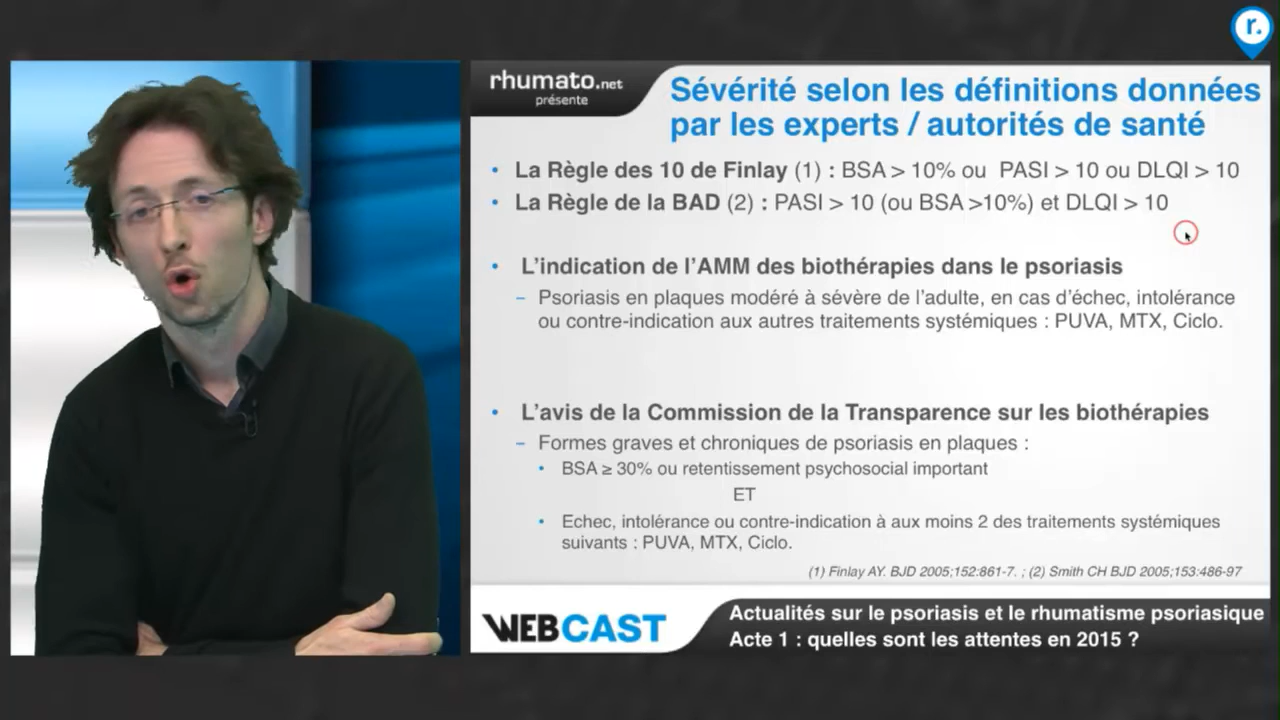 r.
rhumato.net
présente
Sévérité selon les définitions données
par les experts / autorités de santé
• La Règle des 10 de Finlay (1) : BSA > 10% ou PASI > 10 ou DLQI > 10
• La Règle de la BAD (2) : PASI > 10 (ou BSA >10%) et DLQI > 10
• L'indication de l'AMM des biothérapies dans le psoriasis
– Psoriasis en plaques modéré à sévère de l'adulte, en cas d'échec, intolérance
ou contre-indication aux autres traitements systémiques : PUVA, MTX, Ciclo.
• L'avis de la Commission de la Transparence sur les biothérapies
– Formes graves et chroniques de psoriasis en plaques :
• BSA ≥ 30% ou retentissement psychosocial important
ET
• Echec, intolérance ou contre-indication à aux moins 2 des traitements systémiques
suivants : PUVA, MTX, Ciclo.
(1) Finlay AY. BJD 2005;152:861-7. ; (2) Smith CH BJD 2005;153:486-97
WEBCAST
Actualités sur le psoriasis et le rhumatisme psoriasique
Acte 1 : quelles sont les attentes en 2015 ?